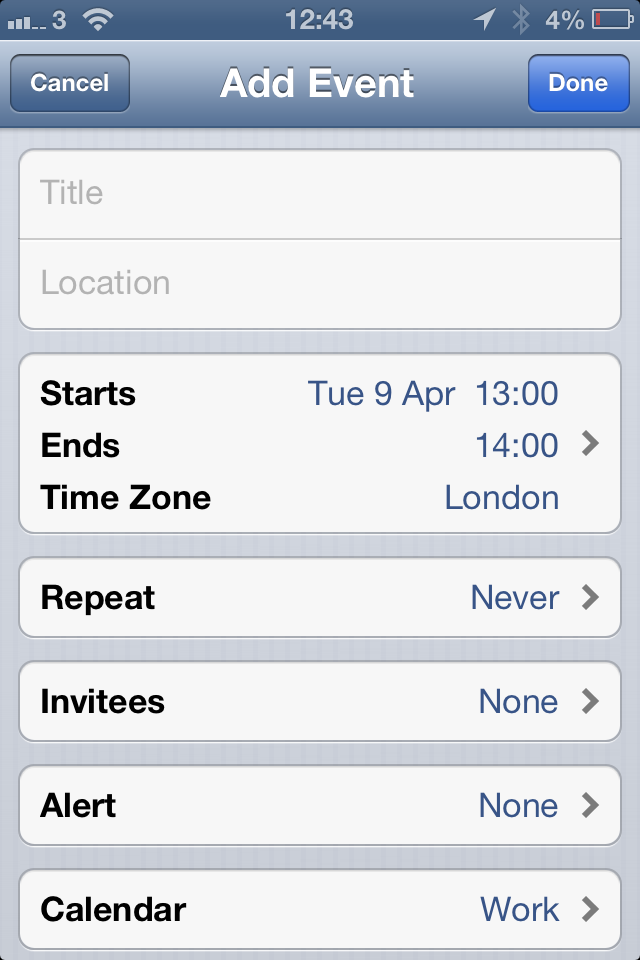 3 12:43 4%
Cancel Add Event Done
Title
Location
Starts Tue 9 Apr 13:00
Ends 14:00
Time Zone London
Repeat Never
Invitees None
Alert None
Calendar Work